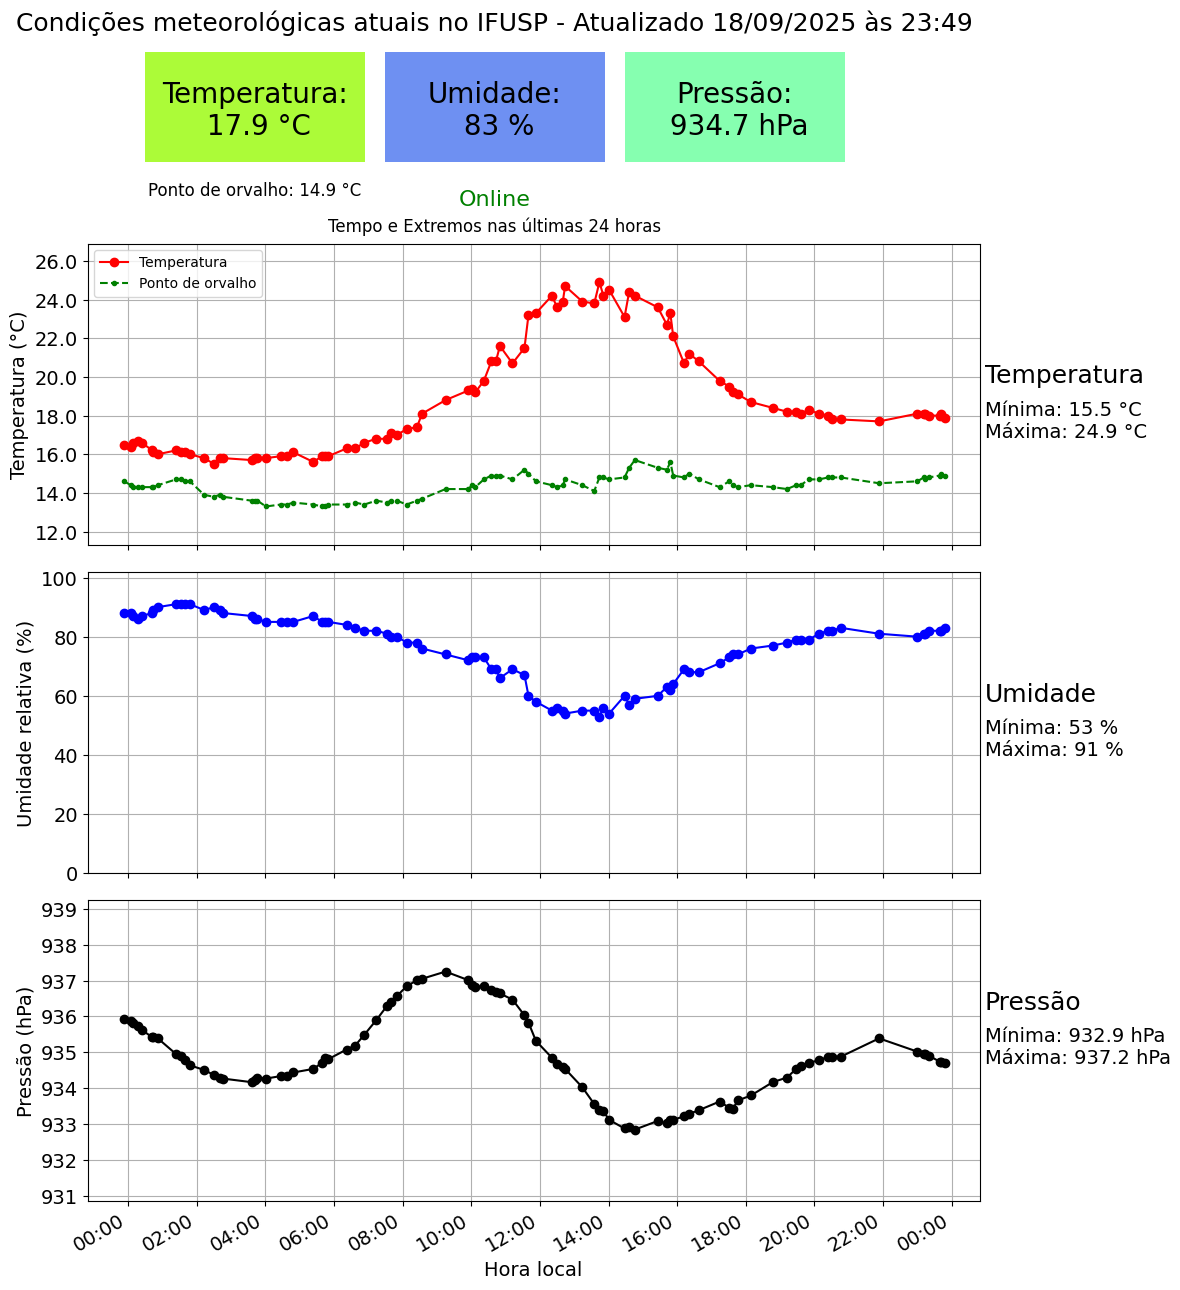 Condições meteorológicas atuais no IFUSP - Atualizado 18/09/2025 às 23:49
Temperatura:
17.9 °C
Umidade:
83 %
Pressão:
934.7 hPa
Ponto de orvalho: 14.9 °C
Online
Tempo e Extremos nas últimas 24 horas
Temperatura (°C)
26.0
24.0
22.0
20.0
18.0
16.0
14.0
12.0
Temperatura
Ponto de orvalho
Temperatura
Mínima: 15.5 °C
Máxima: 24.9 °C
Umidade relativa (%)
100
80
60
40
20
0
Umidade
Mínima: 53 %
Máxima: 91 %
Pressão (hPa)
939
938
937
936
935
934
933
932
931
Pressão
Mínima: 932.9 hPa
Máxima: 937.2 hPa
00:00 02:00 04:00 06:00 08:00 10:00 12:00 14:00 16:00 18:00 20:00 22:00 00:00
Hora local